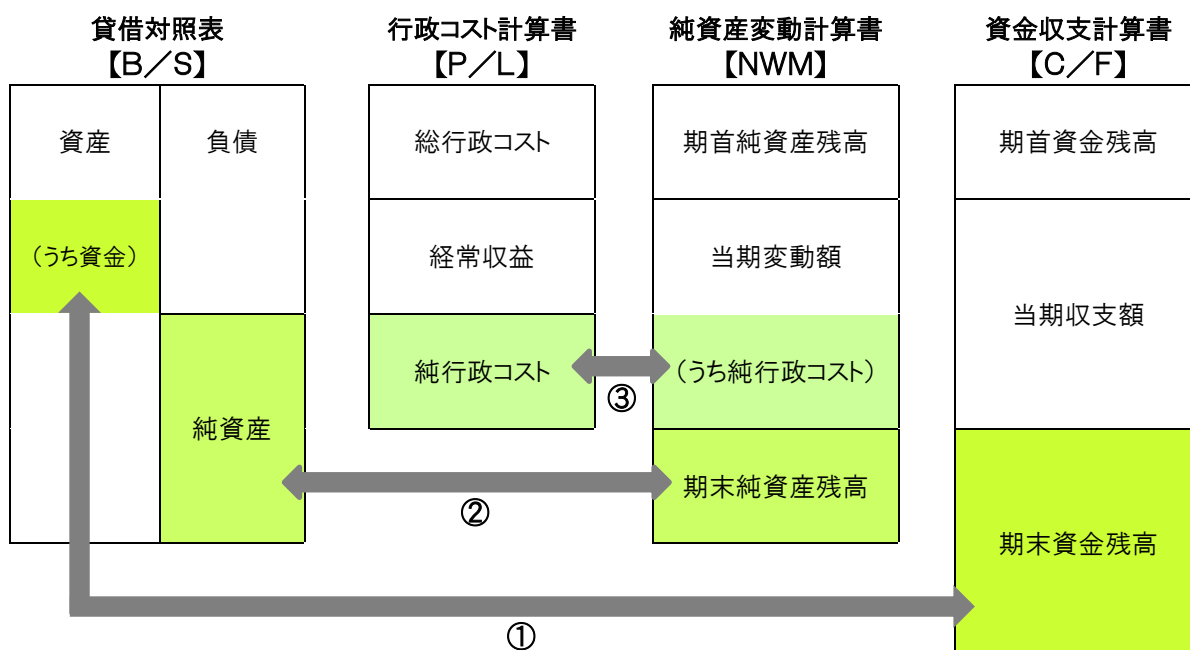 貸借対照表
【B/S】
資産
負債
(うち資金)
純資産
行政コスト計算書
【P/L】
総行政コスト
経常収益
純行政コスト
純資産変動計算書
【NWM】
期首純資産残高
当期変動額
(うち純行政コスト)
期末純資産残高
資金収支計算書
【C/F】
期首資金残高
当期収支額
期末資金残高
③
②
①